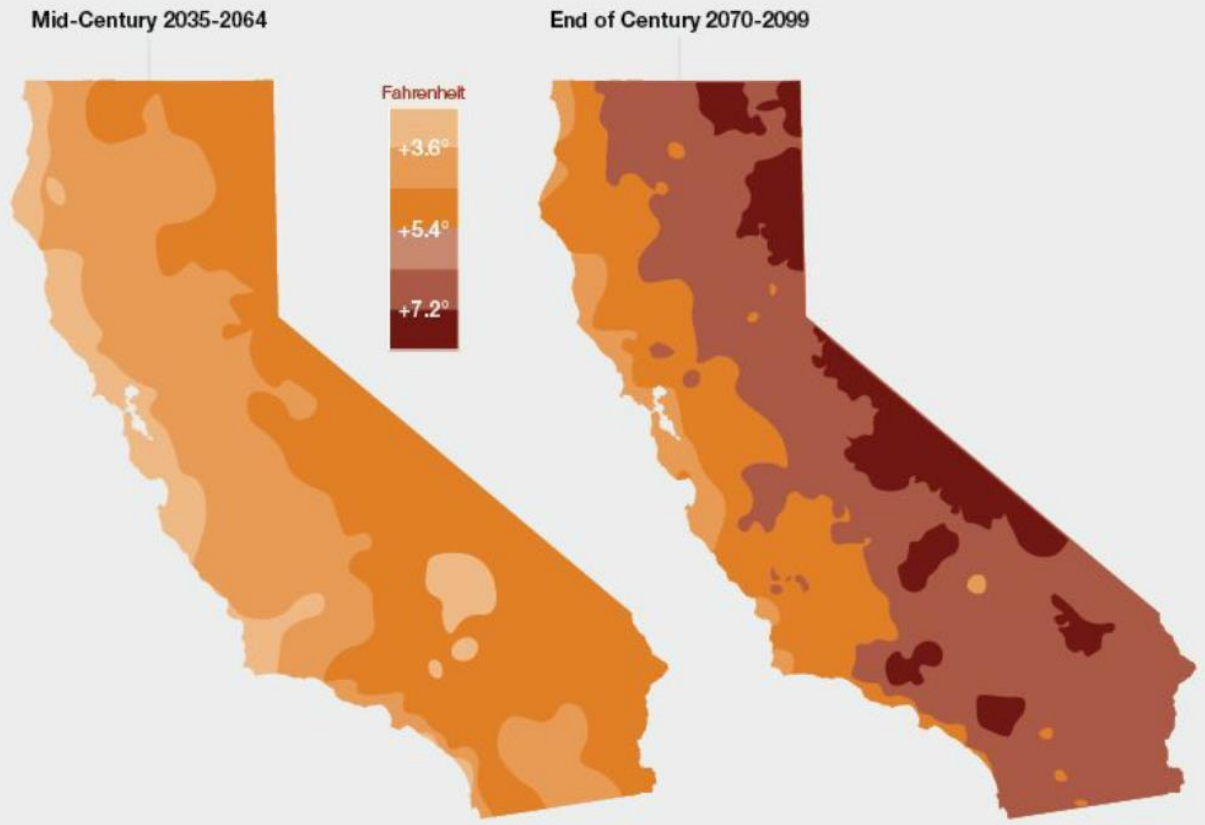 Mid-Century 2035-2064
End of Century 2070-2099
Fahrenheit
+3.6°
+5.4°
+7.2°